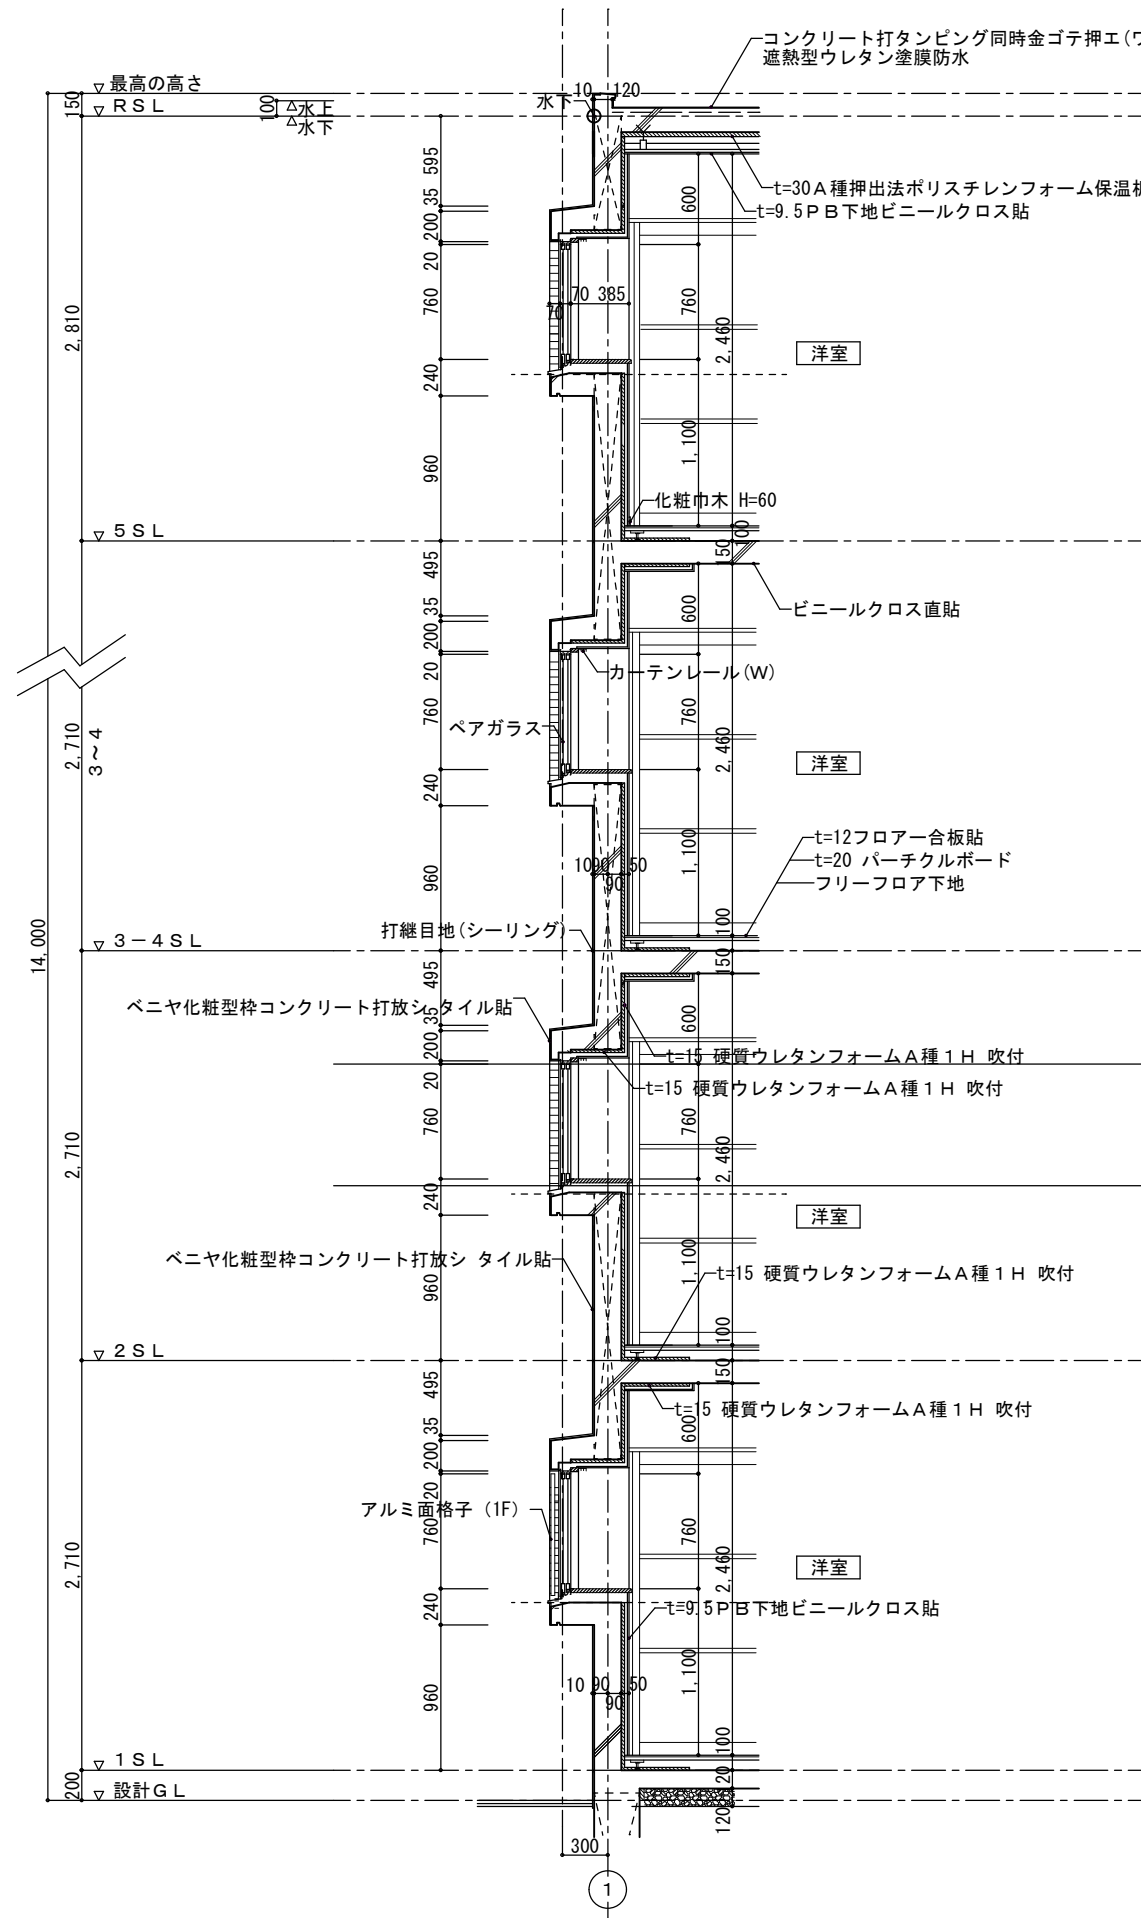 コンクリート打タンピング同時金ゴテ押エ(
遮熱型ウレタン塗膜防水
▽最高の高さ
150
10 120
水下
▽RSL
100
△水上
△水下
595
t=30A種押出法ポリスチレンフォーム保温板
600
35
t=9.5PB下地ビニールクロス貼
200
20
70 385
70
760
760
2,810
2,460
洋室
240
1,100
960
化粧巾木 H=60
▽5SL
100
150
495
ビニールクロス直貼
600
35
200
20
カーテンレール(W)
760
ペアガラス
760
2,710
3~4
2,460
洋室
240
t=12フロアー合板貼
1,100
t=20 パーチクルボード
1090 50
90
フリーフロア下地
960
100
打継目地(シーリング)
▽3-4SL
14,000
150
495
ベニヤ化粧型枠コンクリート打放シ タイル貼
35
600
200
t=15 硬質ウレタンフォームA種1H 吹付
20
t=15 硬質ウレタンフォームA種1H 吹付
760
760
2,710
2,460
240
洋室
ベニヤ化粧型枠コンクリート打放シ タイル貼
1,100
t=15 硬質ウレタンフォームA種1H 吹付
960
100
▽2SL
150
495
t=15 硬質ウレタンフォームA種1H 吹付
35
600
200
20
アルミ面格子 (1F)
760
760
2,710
2,460
洋室
240
t=9.5PB下地ビニールクロス貼
1,100
10 90 50
90
960
100
▽1SL
20
200
▽設計GL
120
300
1